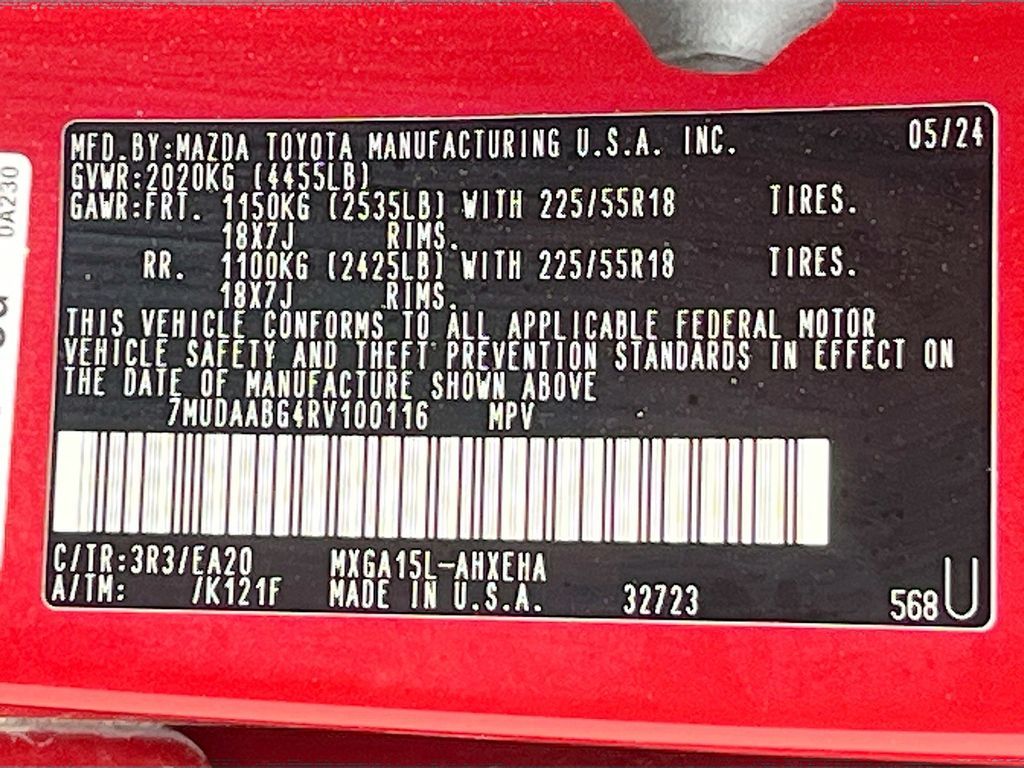 MFD.BY:MAZDA TOYOTA MANUFACTURING U.S.A. INC. 05/24
GVWR:2020KG (4455LB)
GAWR:FRT. 1150KG (2535LB) WITH 225/55R18 TIRES.
18X7J RIMS.
RR. 1100KG (2425LB) WITH 225/55R18 TIRES.
18X7J RIMS.
THIS VEHICLE CONFORMS TO ALL APPLICABLE FEDERAL MOTOR
VEHICLE SAFETY AND THEFT PREVENTION STANDARDS IN EFFECT ON
THE DATE OF MANUFACTURE SHOWN ABOVE
7MUDAABG4RV100116 MPV
C/TR:3R3/EA20 MXGA15L-AHXEHA
A/TM: /K121F MADE IN U.S.A. 32723 568 U
0A230